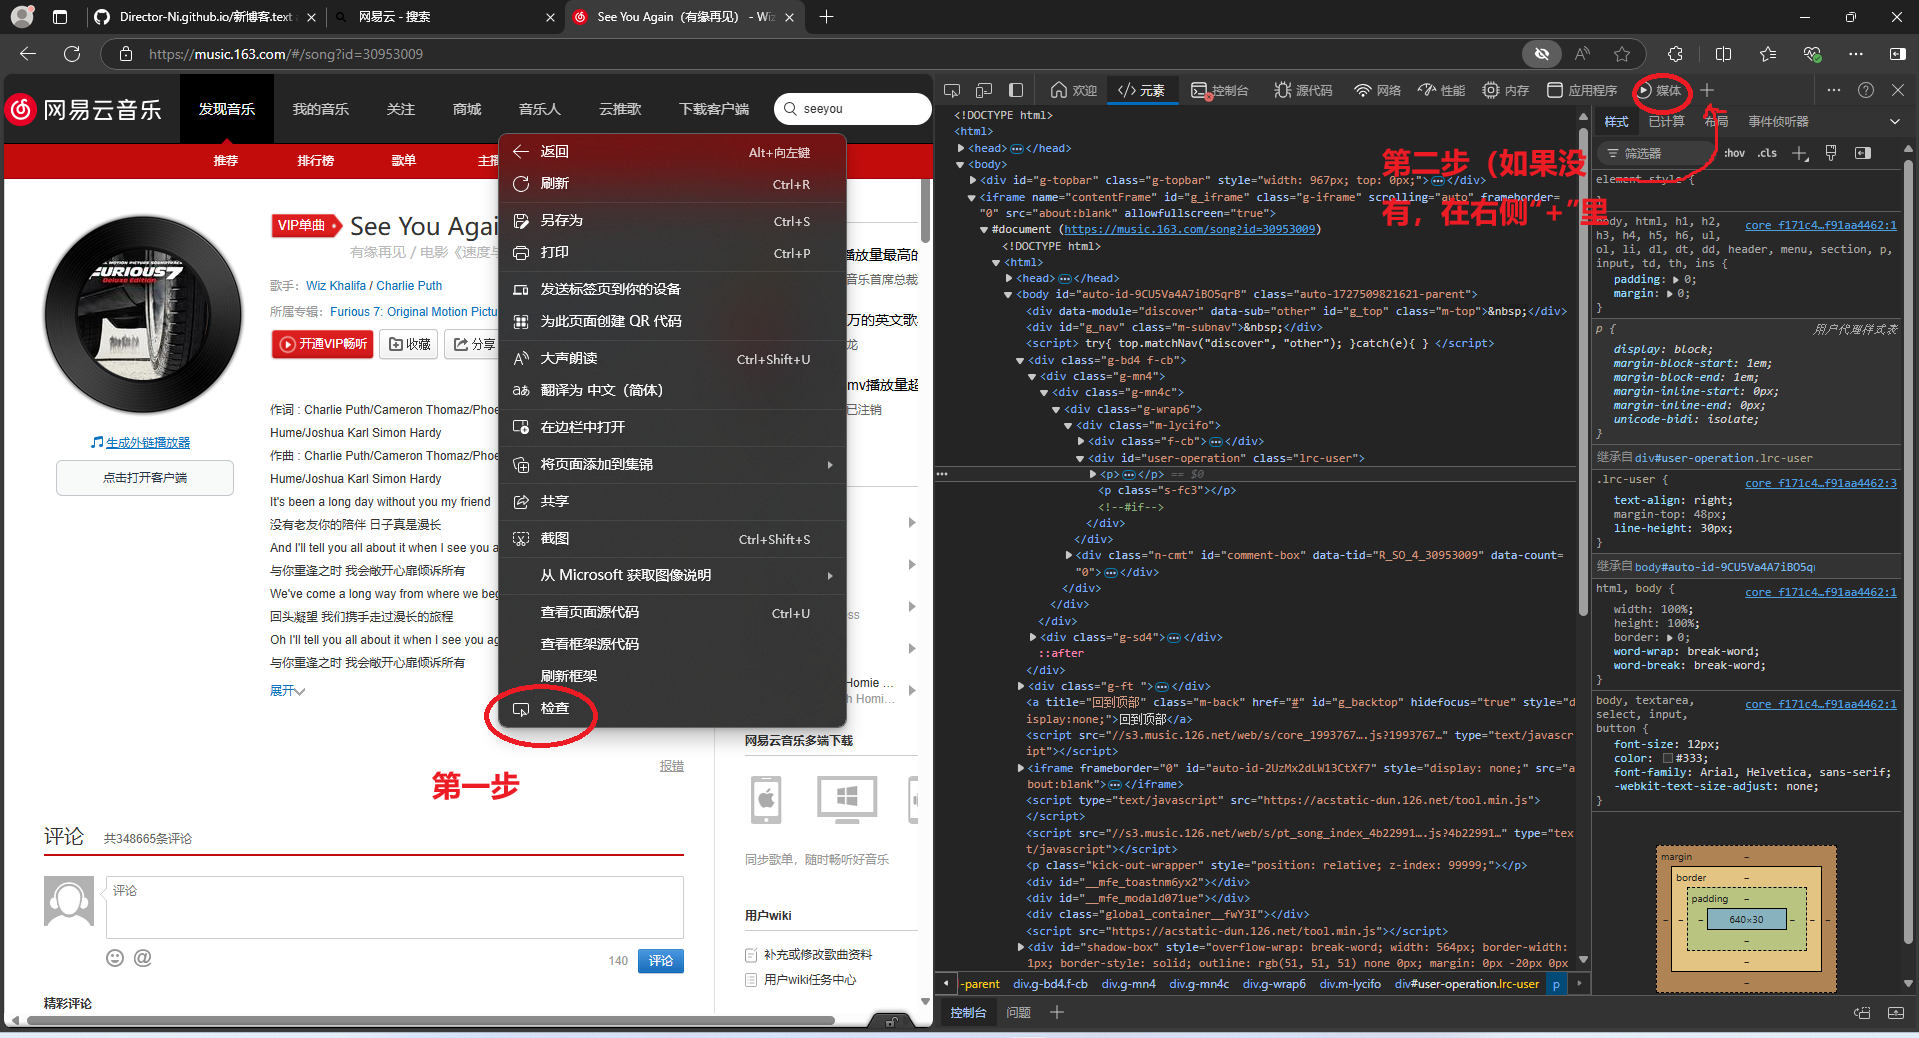 Director-Ni.github.io/新博客.text
网易云 - 搜索
See You Again（有缘再见） - Wiz
https://music.163.com/#/song?id=30953009
网易云音乐
发现音乐
我的音乐
关注
商城
音乐人
云推歌
下载客户端
seeyou
推荐
排行榜
歌单
主播
VIP单曲
See You Again
有缘再见 / 电影《速度与
歌手： Wiz Khalifa / Charlie Puth
所属专辑： Furious 7: Original Motion Pictu
开通VIP畅听
收藏
分享
作词 : Charlie Puth/Cameron Thomaz/Phoe
Hume/Joshua Karl Simon Hardy
作曲 : Charlie Puth/Cameron Thomaz/Phoe
Hume/Joshua Karl Simon Hardy
It's been a long day without you my friend
没有老友你的陪伴 日子真是漫长
And I'll tell you all about it when I see you a
与你重逢之时 我会敞开心扉倾诉所有
We've come a long way from where we beg
回头凝望 我们携手走过漫长的旅程
Oh I'll tell you all about it when I see you ag
与你重逢之时 我会敞开心扉倾诉所有
展开
FURIOUS7
Deluxe Edition
生成外链播放器
点击打开客户端
返回 Alt+向左键
刷新 Ctrl+R
另存为 Ctrl+S
打印 Ctrl+P
发送标签页到你的设备
为此页面创建 QR 代码
大声朗读 Ctrl+Shift+U
翻译为 中文（简体）
在边栏中打开
将页面添加到集锦
共享
截图 Ctrl+Shift+S
从 Microsoft 获取图像说明
查看页面源代码 Ctrl+U
查看框架源代码
刷新框架
检查
第一步
报错
播放量最高的
音乐首席总裁
万的英文歌
龙
mv播放量超
已注销
ess
Homie ...
h Homi...
网易云音乐多端下载
同步歌单，随时畅听好音乐
用户wiki
补充或修改歌曲资料
用户wiki任务中心
评论 共348665条评论
评论
140
评论
精彩评论
欢迎
元素
控制台
源代码
网络
性能
内存
应用程序
媒体
第二步（如果没
有，在右侧“+”里
<!DOCTYPE html>
<html>
<head>…</head>
<body>
<div id="g-topbar" class="g-topbar" style="width: 967px; top: 0px;">…</div>
<iframe name="contentFrame" id="g_iframe" class="g-iframe" scrolling="auto" frameborder=
"0" src="about:blank" allowfullscreen="true">
#document (https://music.163.com/song?id=30953009)
<!DOCTYPE html>
<html>
<head>…</head>
<body id="auto-id-9CU5Va4A7iBO5qrB" class="auto-1727509821621-parent">
<div data-module="discover" data-sub="other" id="g_top" class="m-top">&nbsp;</div>
<div id="g_nav" class="m-subnav">&nbsp;</div>
<script> try{ top.matchNav("discover", "other"); }catch(e){ } </script>
<div class="g-bd4 f-cb">
<div class="g-mn4">
<div class="g-mn4c">
<div class="g-wrap6">
<div class="m-lycifo">
<div class="f-cb">…</div>
<div id="user-operation" class="lrc-user">
<p>…</p> == $0
<p class="s-fc3"></p>
<!--#if-->
</div>
</div>
<div class="n-cmt" id="comment-box" data-tid="R_SO_4_30953009" data-count=
"0">…</div>
</div>
</div>
</div>
<div class="g-sd4">…</div>
::after
</div>
<div class="g-ft ">…</div>
<a title="回到顶部" class="m-back" href="#" id="g_backtop" hidefocus="true" style="d
isplay:none;">回到顶部</a>
<script src="//s3.music.126.net/web/s/core_1993767….js?1993767…" type="text/javascr
ipt"></script>
<iframe frameborder="0" id="auto-id-2UzMx2dLW13CtXf7" style="display: none;" src="a
bout:blank">…</iframe>
<script type="text/javascript" src="https://acstatic-dun.126.net/tool.min.js">
</script>
<script src="//s3.music.126.net/web/s/pt_song_index_4b22991….js?4b22991…" type="tex
t/javascript"></script>
<p class="kick-out-wrapper" style="position: relative; z-index: 99999;"></p>
<div id="__mfe_toastnm6yx2"></div>
<div id="__mfe_modald071ue"></div>
<div class="global_container__fwY3I"></div>
<script src="https://acstatic-dun.126.net/tool.min.js"></script>
<div id="shadow-box" style="overflow-wrap: break-word; width: 564px; border-width:
1px; border-style: solid; outline: rgb(51, 51, 51) none 0px; margin: 0px -20px 0px
-parent div.g-bd4.f-cb div.g-mn4 div.g-mn4c div.g-wrap6 div.m-lycifo div#user-operation.lrc-user p
控制台 问题
样式
已计算
布局
事件侦听器
筛选器
:hov .cls
element.style {
body, html, h1, h2, core f171c4…f91aa4462:1
h3, h4, h5, h6, ul,
ol, li, dl, dt, dd, header, menu, section, p,
input, td, th, ins {
padding: 0;
margin: 0;
}
p { 用户代理样式表
display: block;
margin-block-start: 1em;
margin-block-end: 1em;
margin-inline-start: 0px;
margin-inline-end: 0px;
unicode-bidi: isolate;
}
继承自 div#user-operation.lrc-user
.lrc-user { core f171c4…f91aa4462:3
text-align: right;
margin-top: 48px;
line-height: 30px;
}
继承自 body#auto-id-9CU5Va4A7iBO5qr
html, body { core f171c4…f91aa4462:1
width: 100%;
height: 100%;
border: 0;
word-wrap: break-word;
word-break: break-word;
}
body, textarea, core f171c4…f91aa4462:1
select, input,
button {
font-size: 12px;
color: #333;
font-family: Arial, Helvetica, sans-serif;
-webkit-text-size-adjust: none;
}
margin –
border –
padding –
640×30